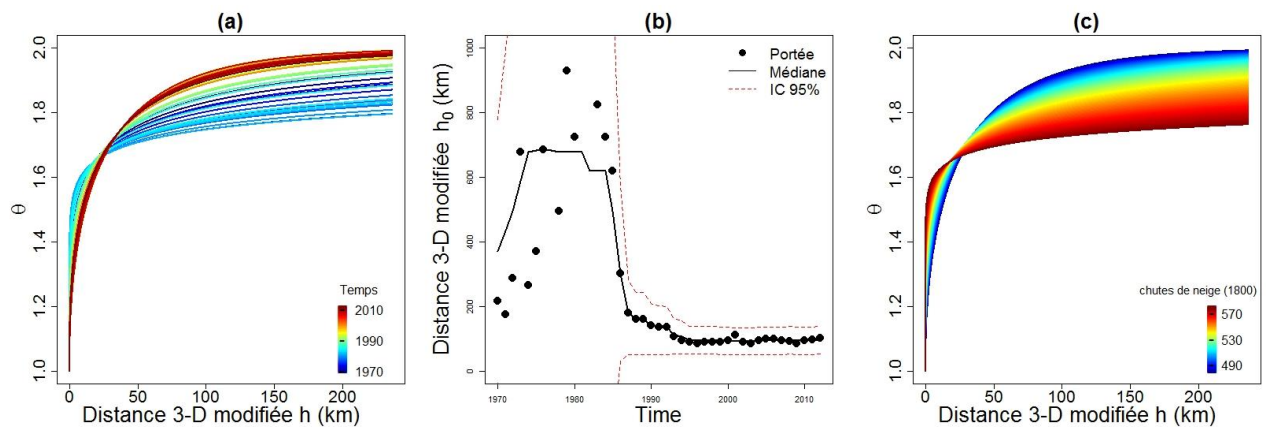 (a)
θ
2.0
1.8
1.6
1.4
1.2
1.0
Temps
2010
1990
1970
0 50 100 150 200
Distance 3-D modifiée h (km)
(b)
Distance 3-D modifiée h₀ (km)
1000
800
600
400
200
0
Portée
Médiane
IC 95%
1970 1980 1990 2000 2010
Time
(c)
θ
2.0
1.8
1.6
1.4
1.2
1.0
chutes de neige (1800)
570
530
490
0 50 100 150 200
Distance 3-D modifiée h (km)